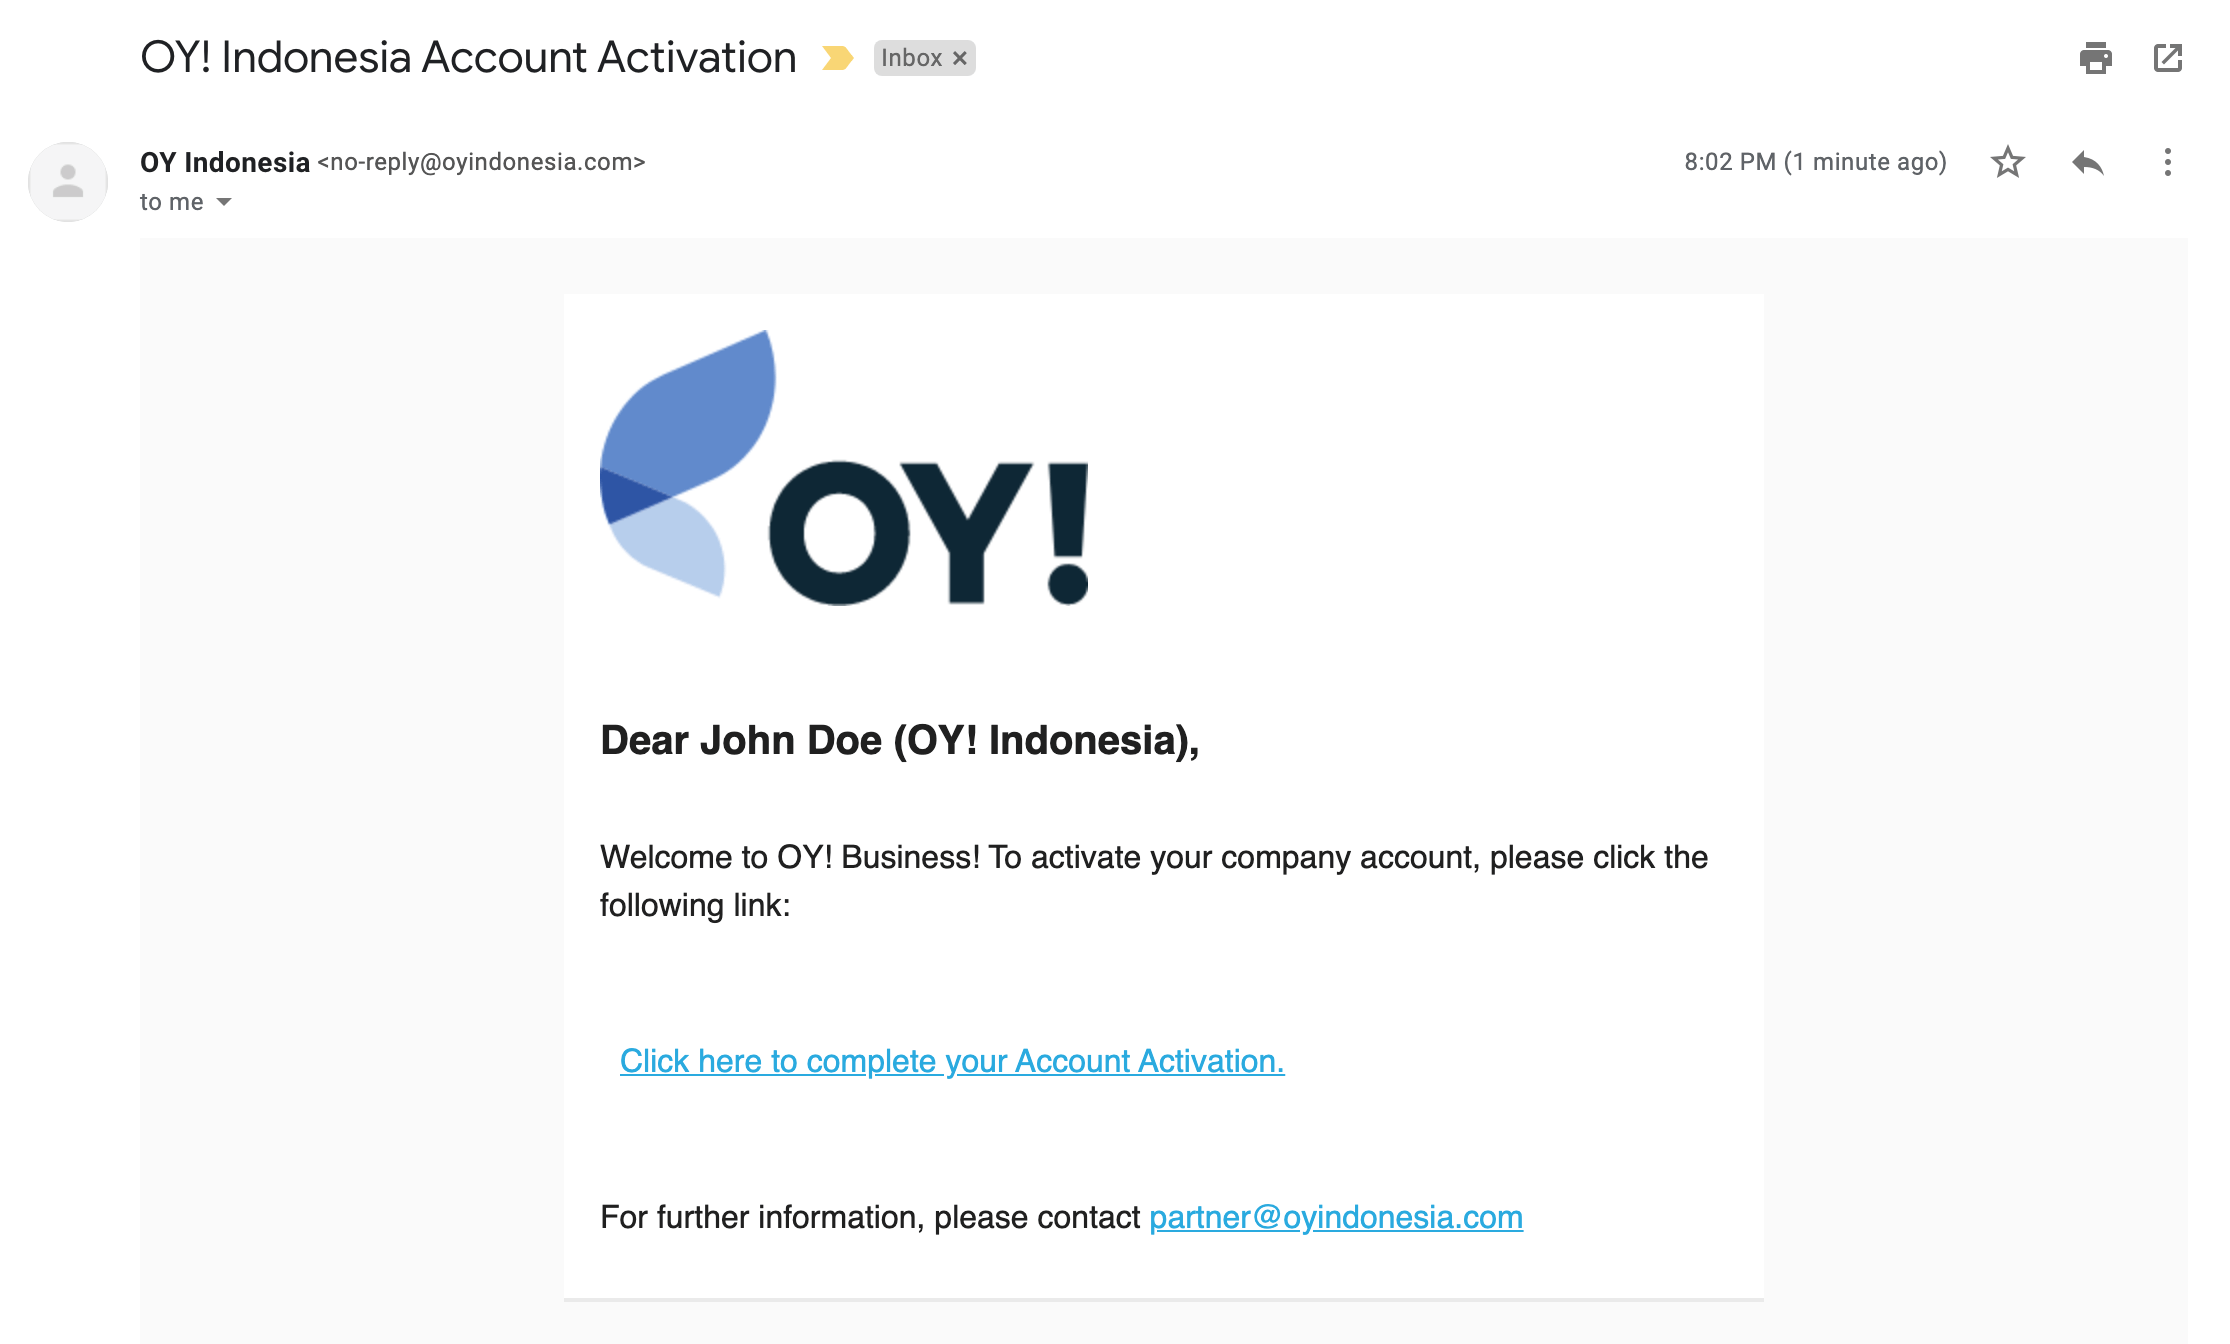 OY! Indonesia Account Activation Inbox ×
OY Indonesia <no-reply@oyindonesia.com> 8:02 PM (1 minute ago)
to me
OY!
Dear John Doe (OY! Indonesia),
Welcome to OY! Business! To activate your company account, please click the
following link:
Click here to complete your Account Activation.
For further information, please contact partner@oyindonesia.com